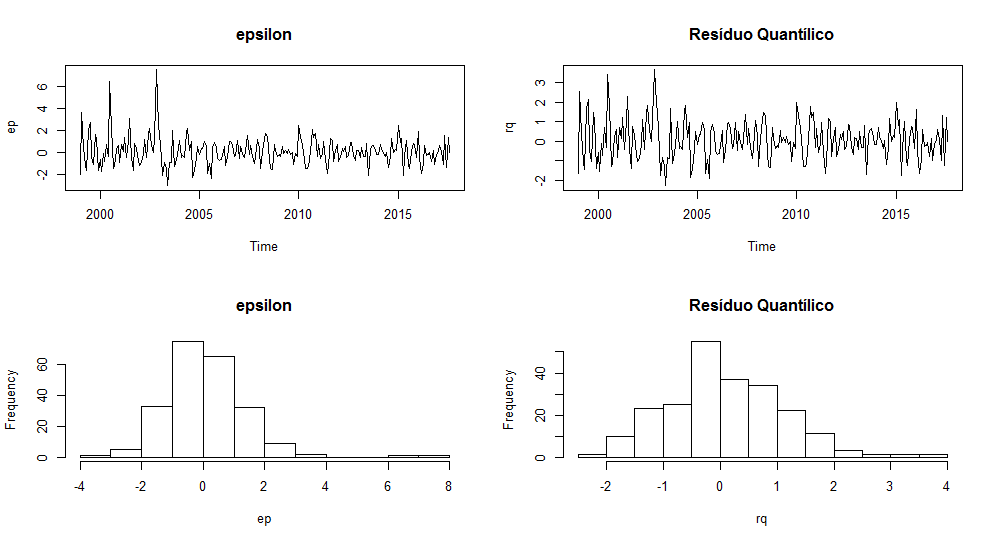 epsilon
ep
6
4
2
0
-2
2000 2005 2010 2015
Time
Resíduo Quantílico
rq
3
2
1
0
-2
2000 2005 2010 2015
Time
epsilon
Frequency
60
40
20
0
-4 -2 0 2 4 6 8
ep
Resíduo Quantílico
Frequency
40
20
0
-2 -1 0 1 2 3 4
rq